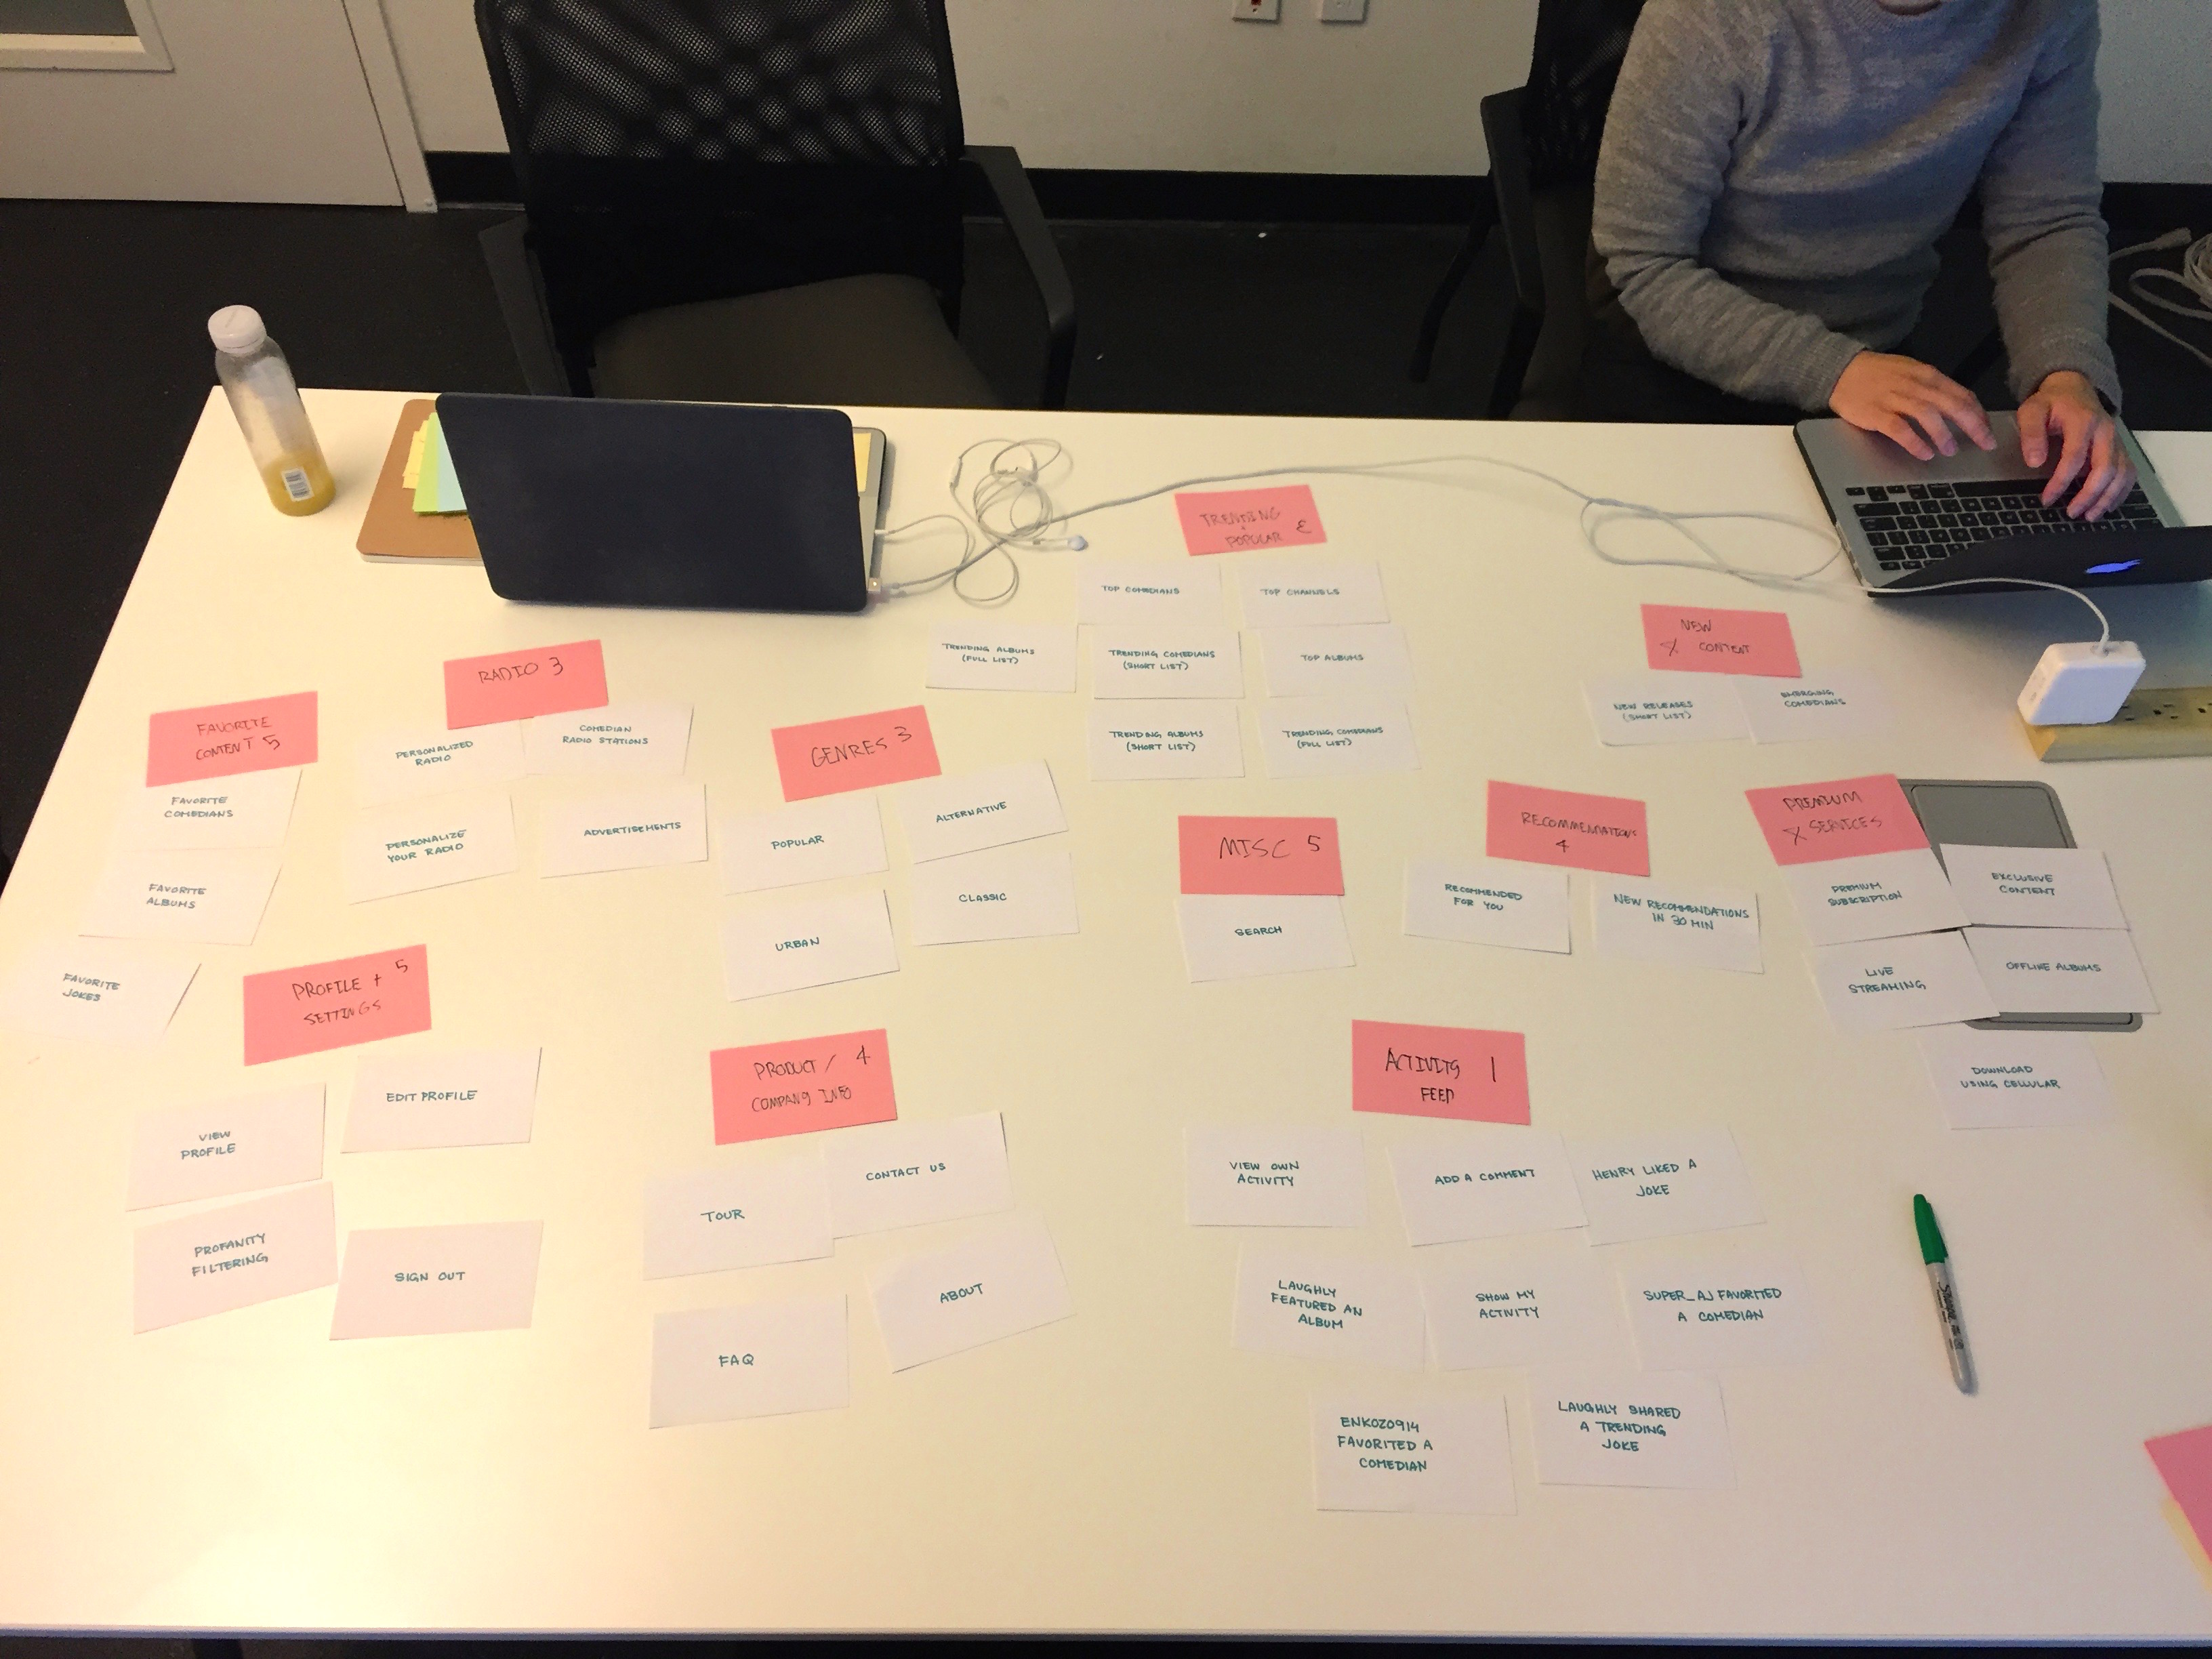 TRENDING
+
POPULAR 3
TOP COMEDIANS
TOP CHANNELS
TRENDING ALBUMS
(FULL LIST)
TRENDING COMEDIANS
(SHORT LIST)
TOP ALBUMS
TRENDING ALBUMS
(SHORT LIST)
TRENDING COMEDIANS
(FULL LIST)
NEW
CONTENT
NEW RELEASES
(SHORT LIST)
EMERGING
COMEDIANS
RADIO 3
PERSONALIZED
RADIO
COMEDIAN
RADIO STATIONS
PERSONALIZE
YOUR RADIO
ADVERTISEMENTS
FAVORITE
CONTENT 5
FAVORITE
COMEDIANS
FAVORITE
ALBUMS
FAVORITE
JOKES
GENRES 3
POPULAR
ALTERNATIVE
URBAN
CLASSIC
MISC 5
SEARCH
RECOMMENDATIONS
4
RECOMMENDED
FOR YOU
NEW RECOMMENDATIONS
IN 30 MIN
PREMIUM
X SERVICES
PREMIUM
SUBSCRIPTION
EXCLUSIVE
CONTENT
LIVE
STREAMING
OFFLINE ALBUMS
DOWNLOAD
USING CELLULAR
PROFILE + 5
SETTINGS
VIEW
PROFILE
EDIT PROFILE
PROFANITY
FILTERING
SIGN OUT
PRODUCT / 4
COMPANY INFO
TOUR
CONTACT US
FAQ
ABOUT
ACTIVITY 1
FEED
VIEW OWN
ACTIVITY
ADD A COMMENT
HENRY LIKED A
JOKE
LAUGHLY
FEATURED AN
ALBUM
SHOW MY
ACTIVITY
SUPER_AJ FAVORITED
A COMEDIAN
ENKOZO914
FAVORITED A
COMEDIAN
LAUGHLY SHARED
A TRENDING
JOKE
Sharpie